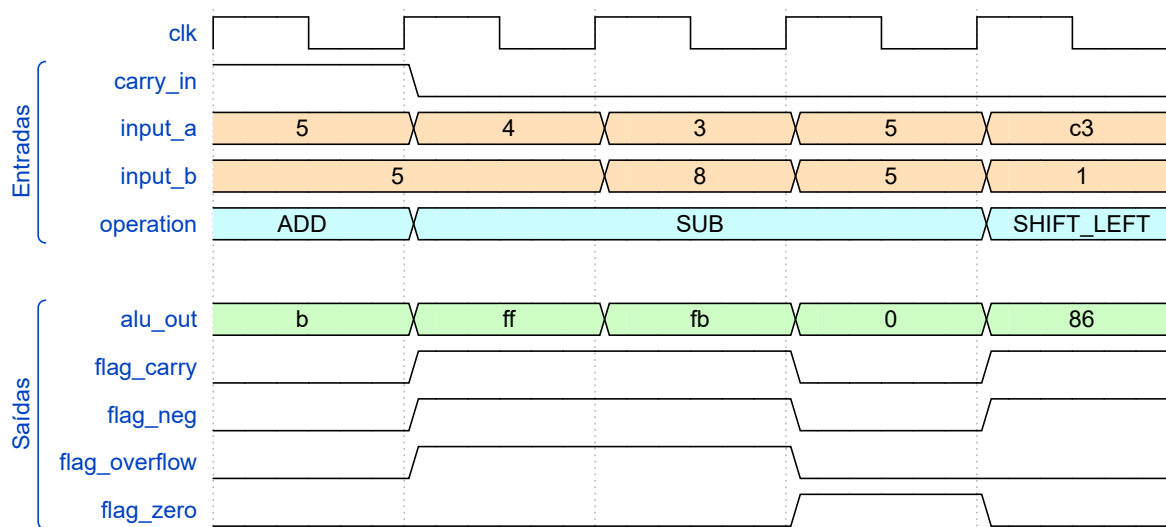 clk
Entradas
carry_in
input_a 5 4 3 5 c3
input_b 5 8 5 1
operation ADD SUB SHIFT_LEFT
Saídas
alu_out b ff fb 0 86
flag_carry
flag_neg
flag_overflow
flag_zero